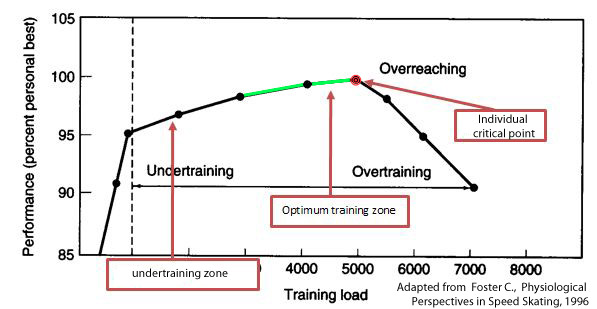 Performance (percent personal best)
105
100
95
90
85
Overreaching
Individual
critical point
Undertraining
Overtraining
Optimum training zone
undertraining zone
4000
5000
6000
7000
8000
Training load
Adapted from Foster C., Physiological
Perspectives in Speed Skating, 1996